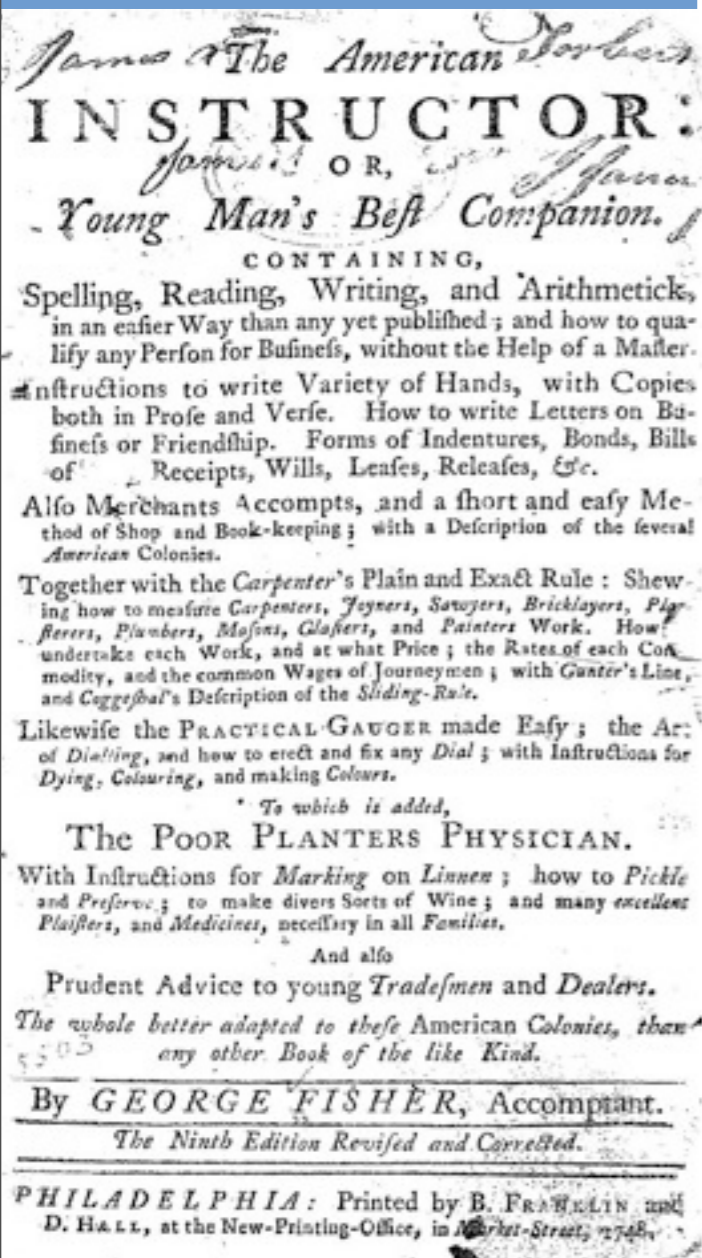 The American
INSTRUCTOR:
OR,
Young Man's Beſt Companion.
CONTAINING,
Spelling, Reading, Writing, and Arithmetick,
in an eaſier Way than any yet publiſhed; and how to qua-
lify any Perſon for Buſineſs, without the Help of a Maſter.
Inſtructions to write Variety of Hands, with Copies
both in Proſe and Verſe. How to write Letters on Bu-
ſineſs or Friendſhip. Forms of Indentures, Bonds, Bills
of Receipts, Wills, Leaſes, Releaſes, &c.
Alſo Merchants Accompts, and a ſhort and eaſy Me-
thod of Shop and Book-keeping; with a Deſcription of the ſeveral
American Colonies.
Together with the Carpenter's Plain and Exact Rule: Shew-
ing how to meaſure Carpenters, Joyners, Sawyers, Bricklayers, Pla-
ſterers, Plumbers, Maſons, Glaſiers, and Painters Work. How
undertake each Work, and at what Price; the Rates of each Com
modity, and the common Wages of Journeymen; with Gunter's Line,
and Coggeſhal's Deſcription of the Sliding-Rule.
Likewiſe the PRACTICAL GAUGER made Eaſy; the Art
of Dialling, and how to erect and fix any Dial; with Inſtructions for
Dying, Colouring, and making Colours.
To which is added,
The POOR PLANTERS PHYSICIAN.
With Inſtructions for Marking on Linnen; how to Pickle
and Preſerve; to make divers Sorts of Wine; and many excellent
Plaiſters, and Medicines, neceſſary in all Families.
And alſo
Prudent Advice to young Tradeſmen and Dealers.
The whole better adapted to theſe American Colonies, than
any other Book of the like Kind.
By GEORGE FISHER, Accomptant.
The Ninth Edition Reviſed and Corrected.
PHILADELPHIA: Printed by B. FRANKLIN and
D. HALL, at the New-Printing-Office, in Market-Street, 1748.